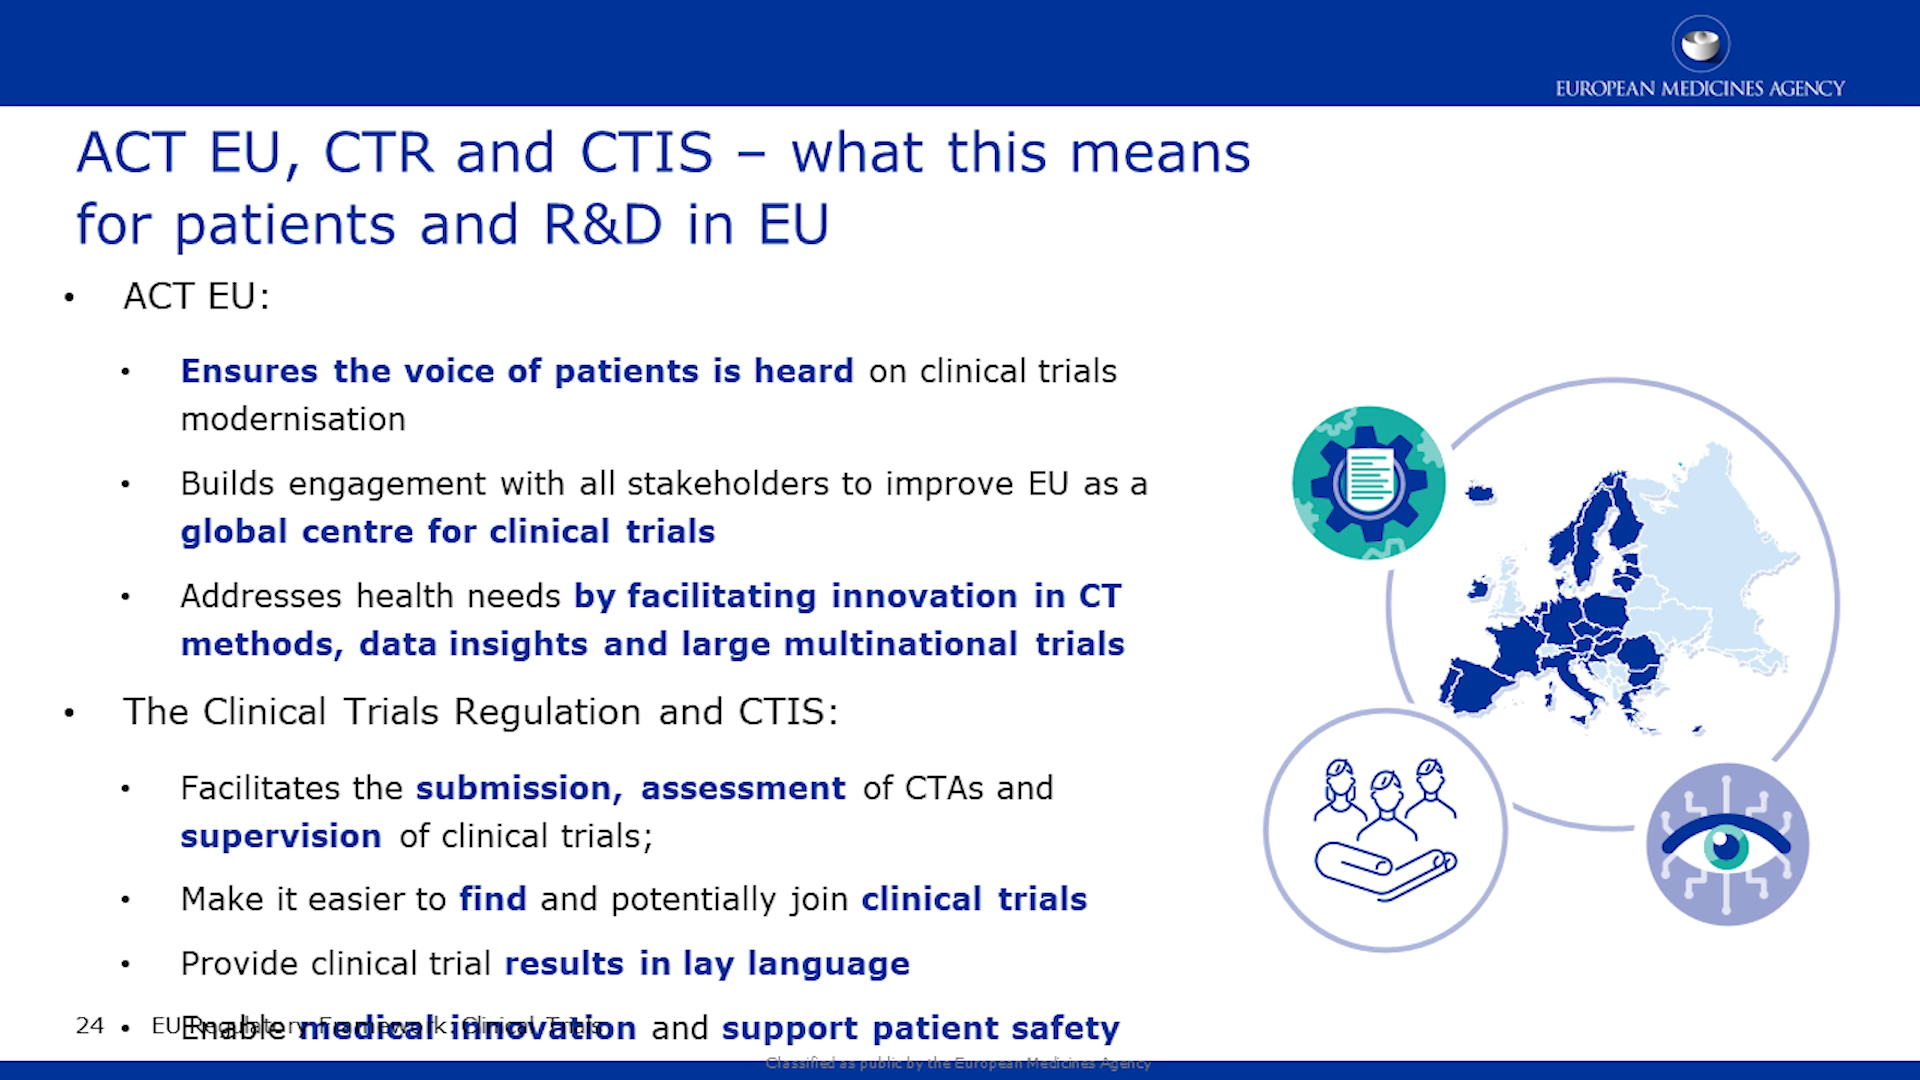 EUROPEAN MEDICINES AGENCY
ACT EU, CTR and CTIS – what this means
for patients and R&D in EU
• ACT EU:
• Ensures the voice of patients is heard on clinical trials
modernisation
• Builds engagement with all stakeholders to improve EU as a
global centre for clinical trials
• Addresses health needs by facilitating innovation in CT
methods, data insights and large multinational trials
• The Clinical Trials Regulation and CTIS:
• Facilitates the submission, assessment of CTAs and
supervision of clinical trials;
• Make it easier to find and potentially join clinical trials
• Provide clinical trial results in lay language
• Enable medical innovation and support patient safety
24 EU Regulatory Framework: Clinical Trials
Classified as public by the European Medicines Agency